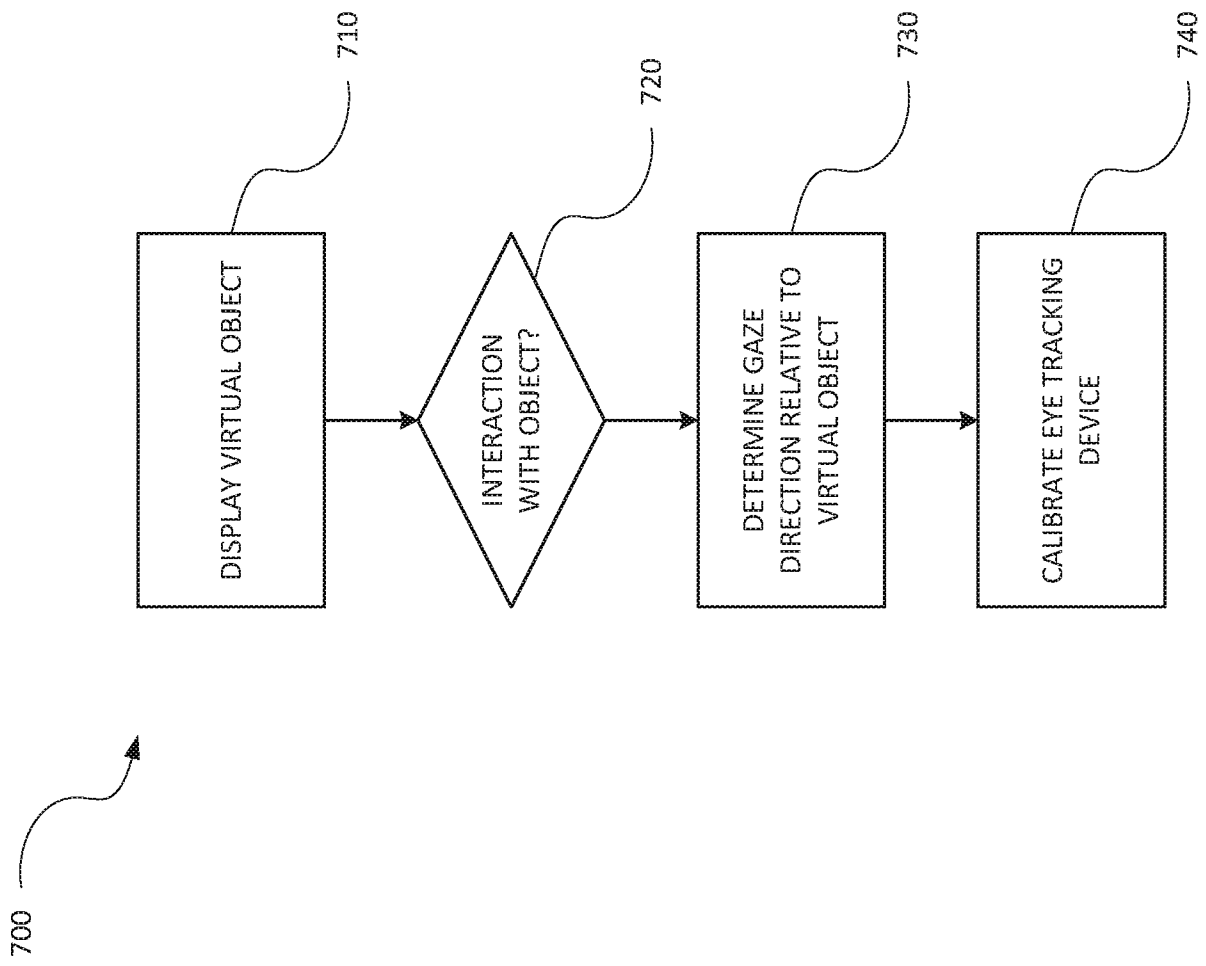 700
DISPLAY VIRTUAL OBJECT
710
INTERACTION
WITH OBJECT?
720
DETERMINE GAZE
DIRECTION RELATIVE TO
VIRTUAL OBJECT
730
CALIBRATE EYE TRACKING
DEVICE
740